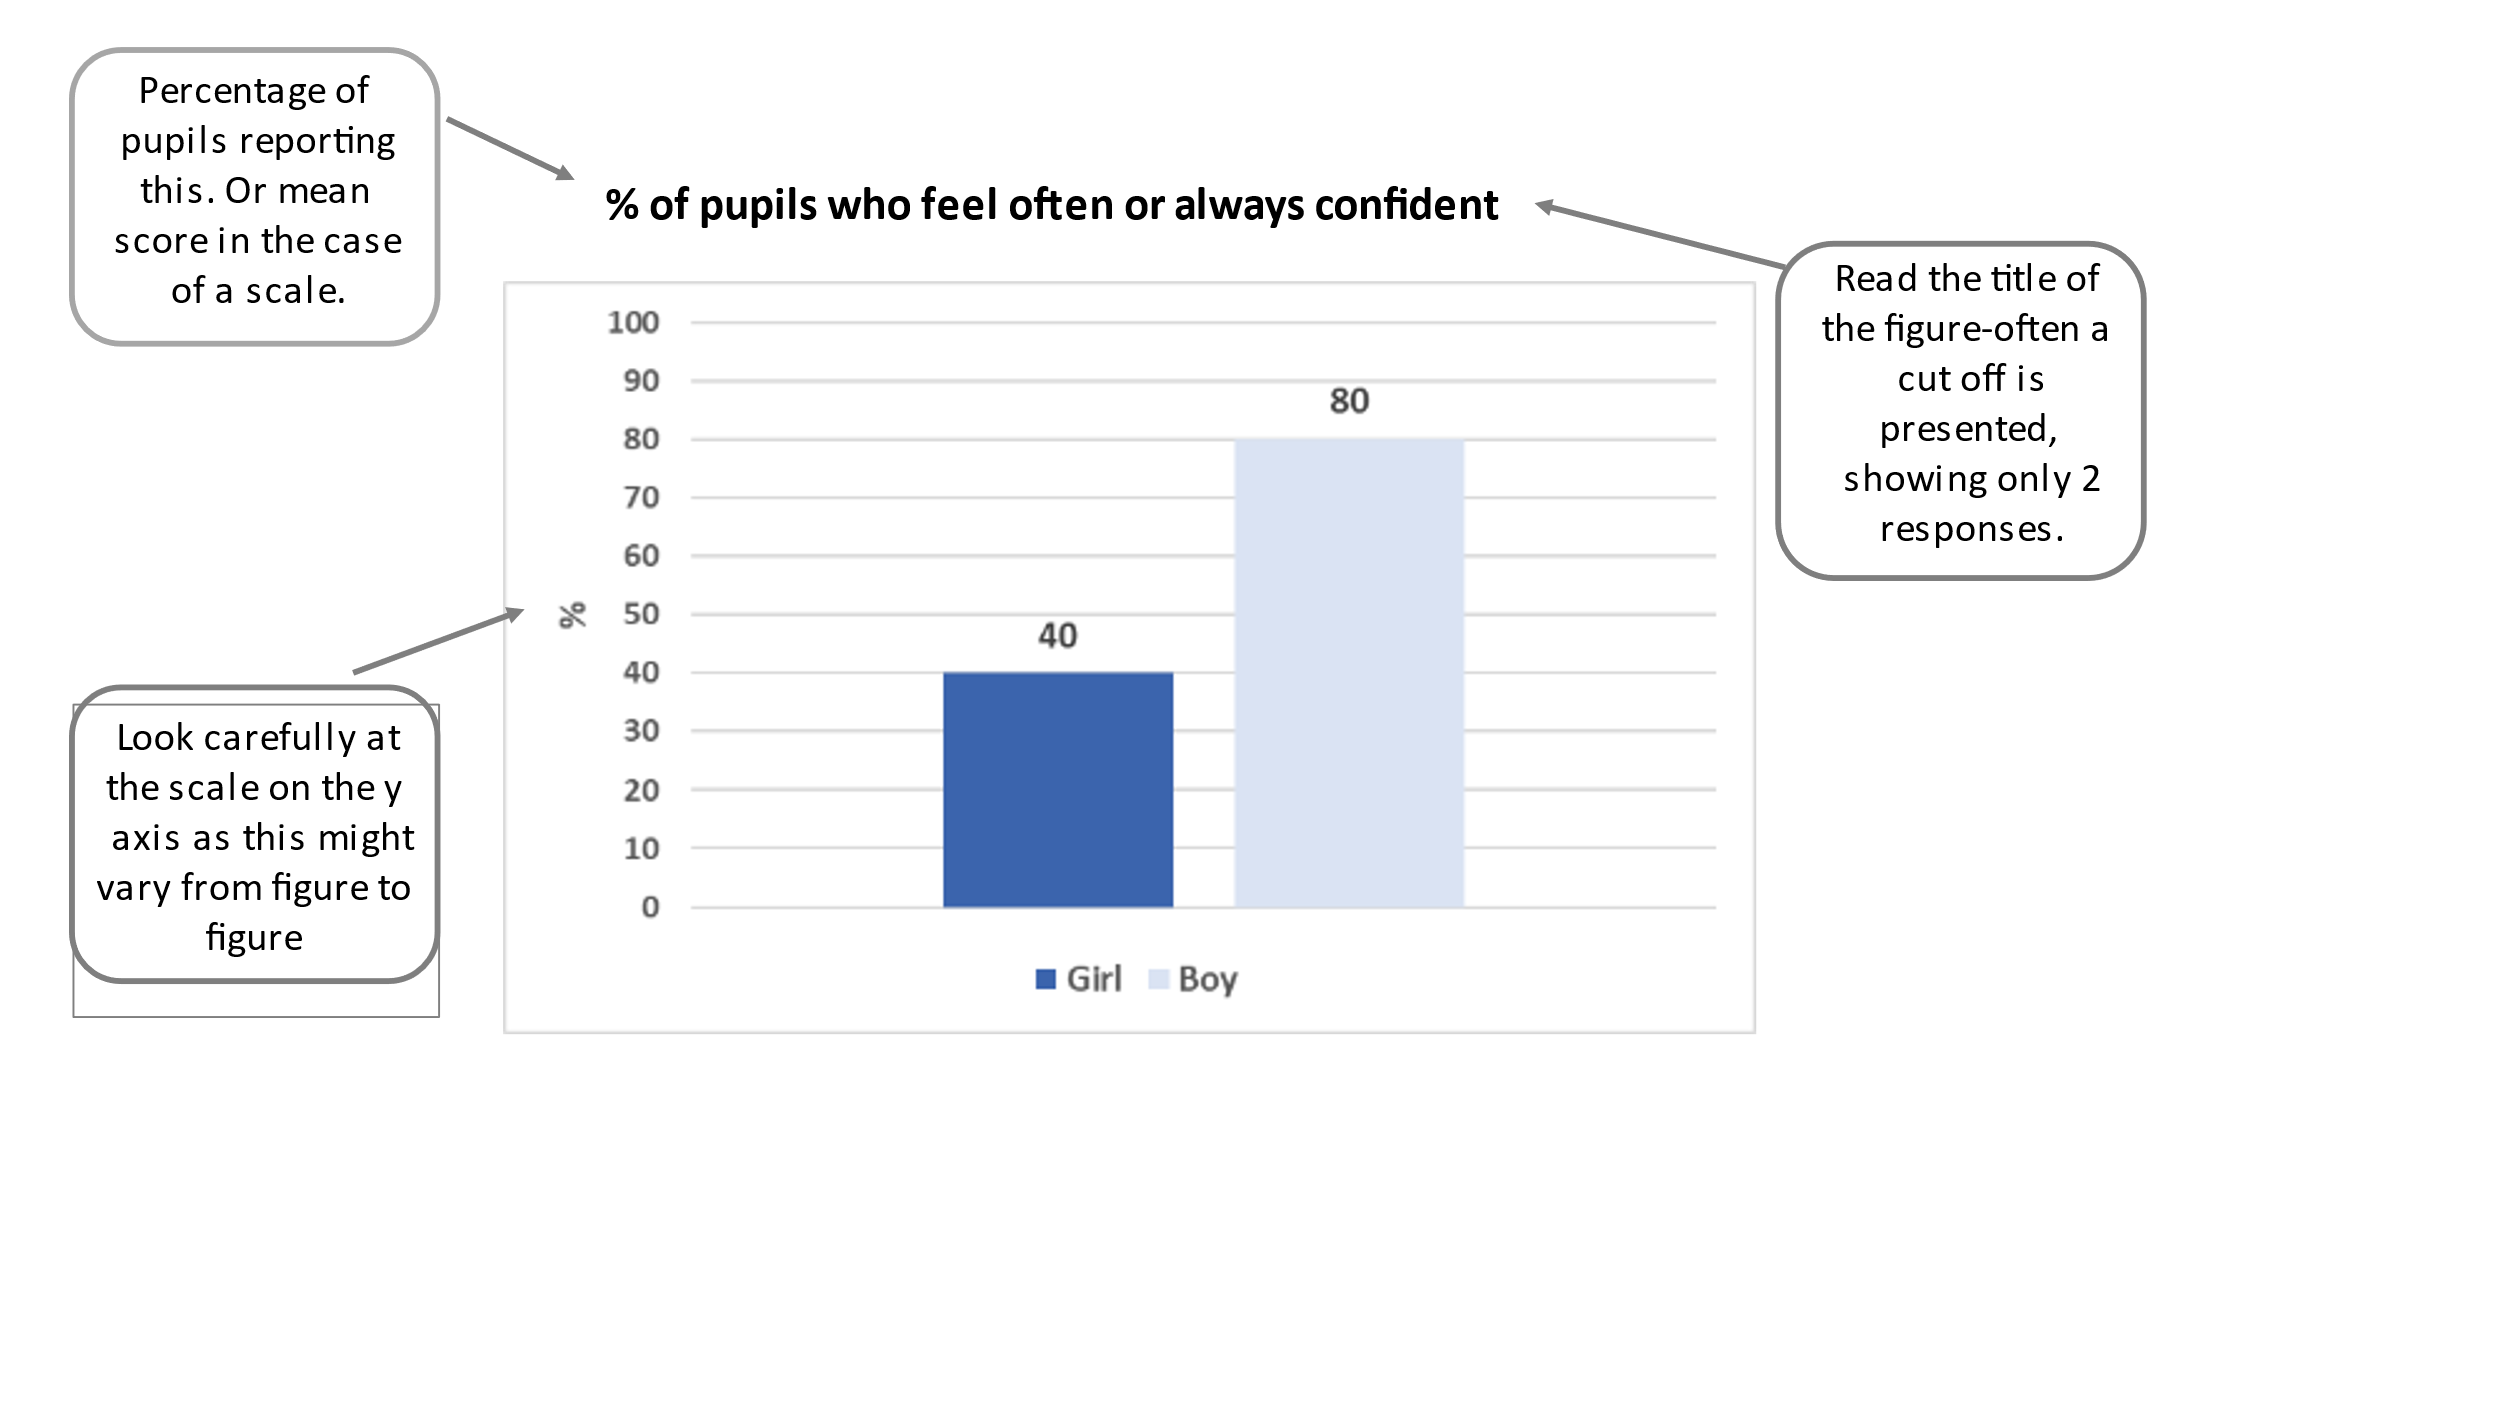 Percentage of
pupils reporting
this. Or mean
score in the case
of a scale.
% of pupils who feel often or always confident
Read the title of
the figure-often a
cut off is
presented,
showing only 2
responses.
100
90
80
70
60
50
40
30
20
10
0
%
40
80
Girl
Boy
Look carefully at
the scale on the y
axis as this might
vary from figure to
figure